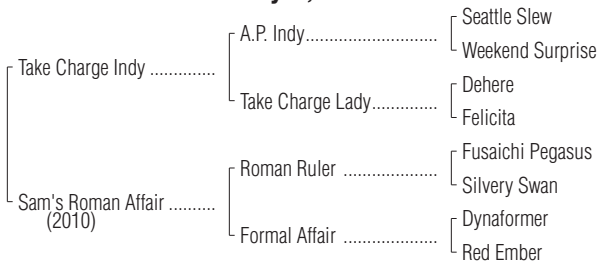 Seattle Slew
A.P. Indy
Weekend Surprise
Take Charge Indy
Dehere
Take Charge Lady
Felicita
Fusaichi Pegasus
Roman Ruler
Silvery Swan
Sam's Roman Affair
(2010)
Dynaformer
Formal Affair
Red Ember